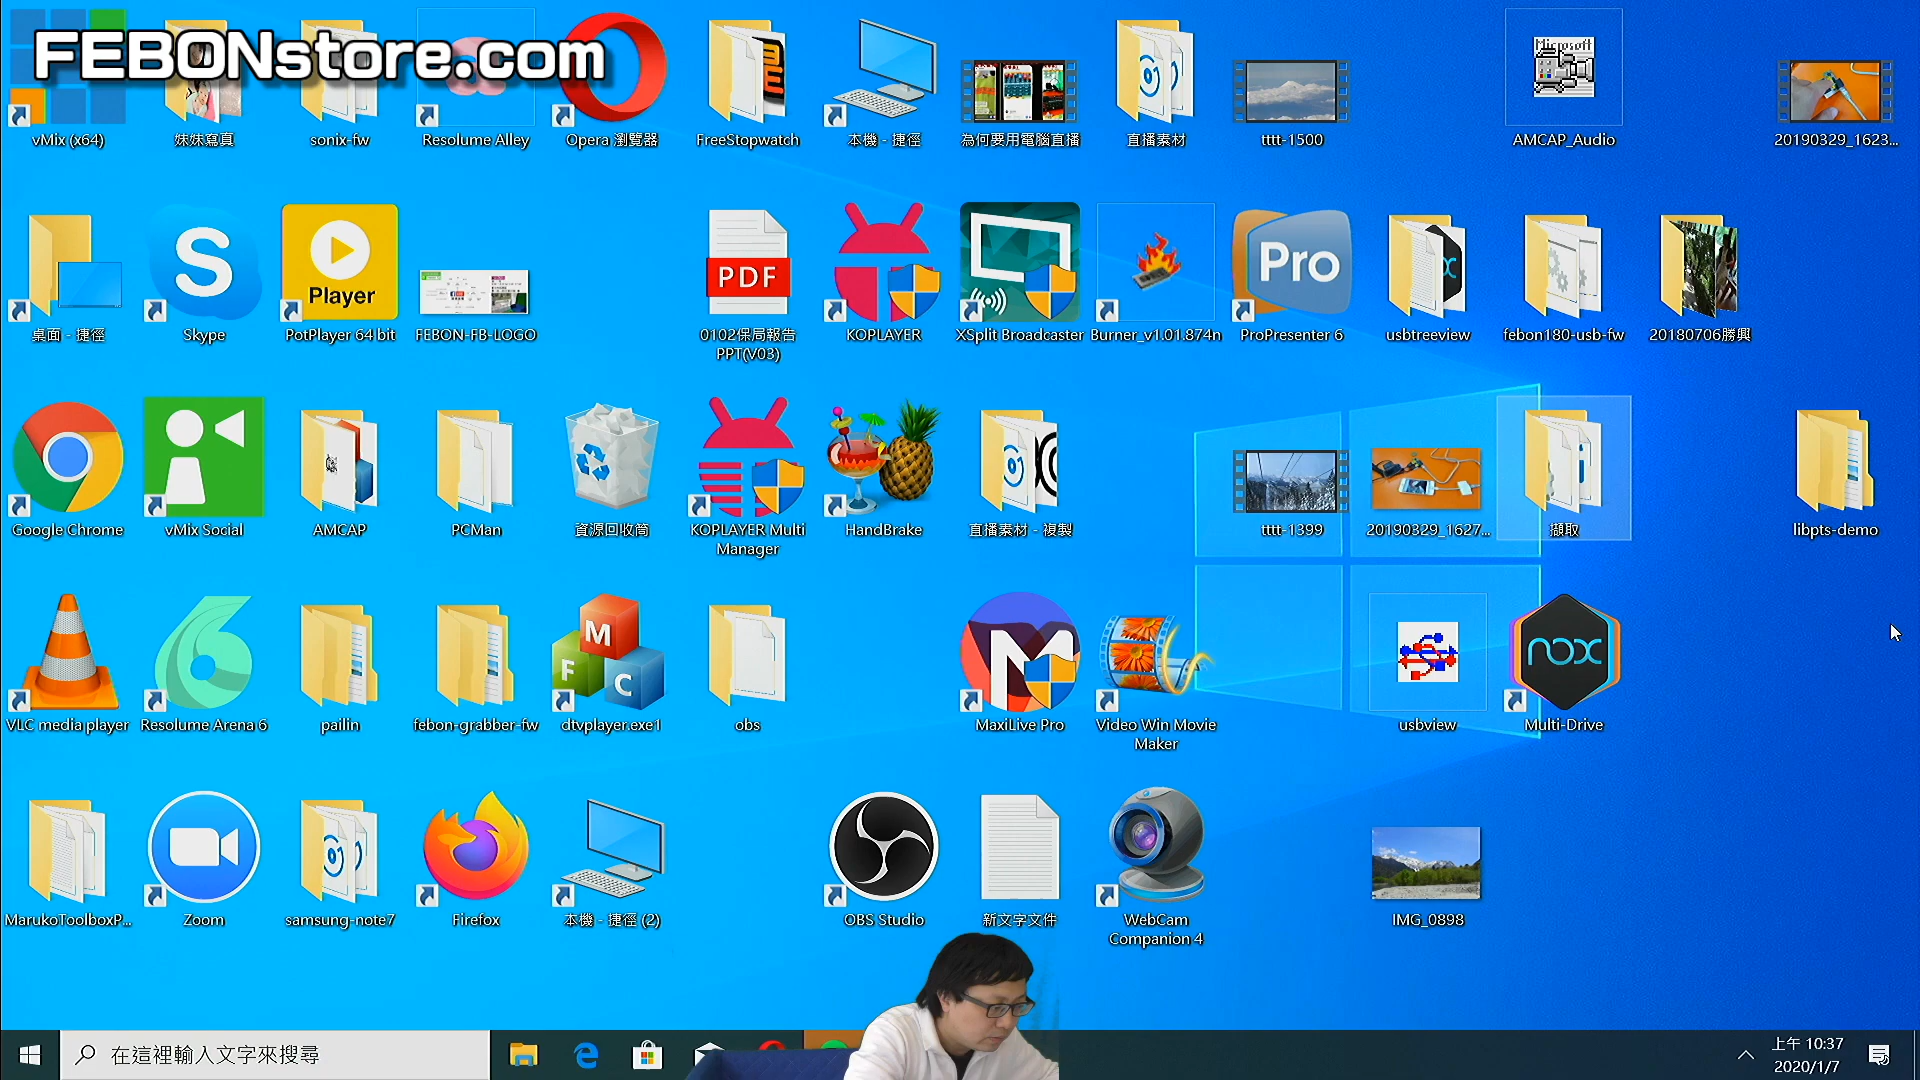 FEBONstore.com
vMix (x64)
妹妹寫真
sonix-fw
Resolume Alley
Opera 瀏覽器
FreeStopwatch
本機 - 捷徑
為何要用電腦直播
直播素材
tttt-1500
Microsoft
AMCAP_Audio
20190329_1623...
桌面 - 捷徑
S
Skype
Player
PotPlayer 64 bit
FEBON-FB-LOGO
PDF
0102保局報告
PPT(V03)
KOPLAYER
XSplit Broadcaster
Burner_v1.01.874n
Pro
ProPresenter 6
usbtreeview
febon180-usb-fw
20180706勝興
Google Chrome
vMix Social
AMCAP
PCMan
資源回收筒
KOPLAYER Multi
Manager
HandBrake
直播素材 - 複製
tttt-1399
20190329_1627...
擷取
libpts-demo
VLC media player
Resolume Arena 6
pailin
febon-grabber-fw
M
F
C
dtvplayer.exe1
obs
MaxiLive Pro
Video Win Movie
Maker
usbview
nox
Multi-Drive
MarukoToolboxP...
Zoom
samsung-note7
Firefox
本機 - 捷徑 (2)
OBS Studio
新文字文件
WebCam
Companion 4
IMG_0898
在這裡輸入文字來搜尋
上午 10:37
2020/1/7